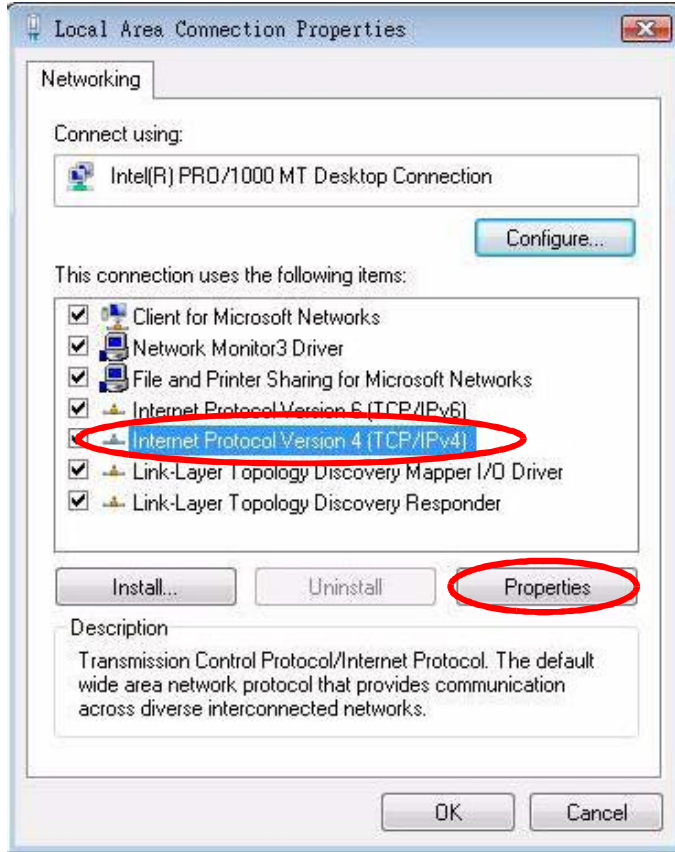 Local Area Connection Properties
Networking
Connect using:
Intel(R) PRO/1000 MT Desktop Connection
Configure...
This connection uses the following items:
Client for Microsoft Networks
Network Monitor3 Driver
File and Printer Sharing for Microsoft Networks
Internet Protocol Version 6 (TCP/IPv6)
Internet Protocol Version 4 (TCP/IPv4)
Link-Layer Topology Discovery Mapper I/O Driver
Link-Layer Topology Discovery Responder
Install... Uninstall Properties
Description
Transmission Control Protocol/Internet Protocol. The default
wide area network protocol that provides communication
across diverse interconnected networks.
OK Cancel